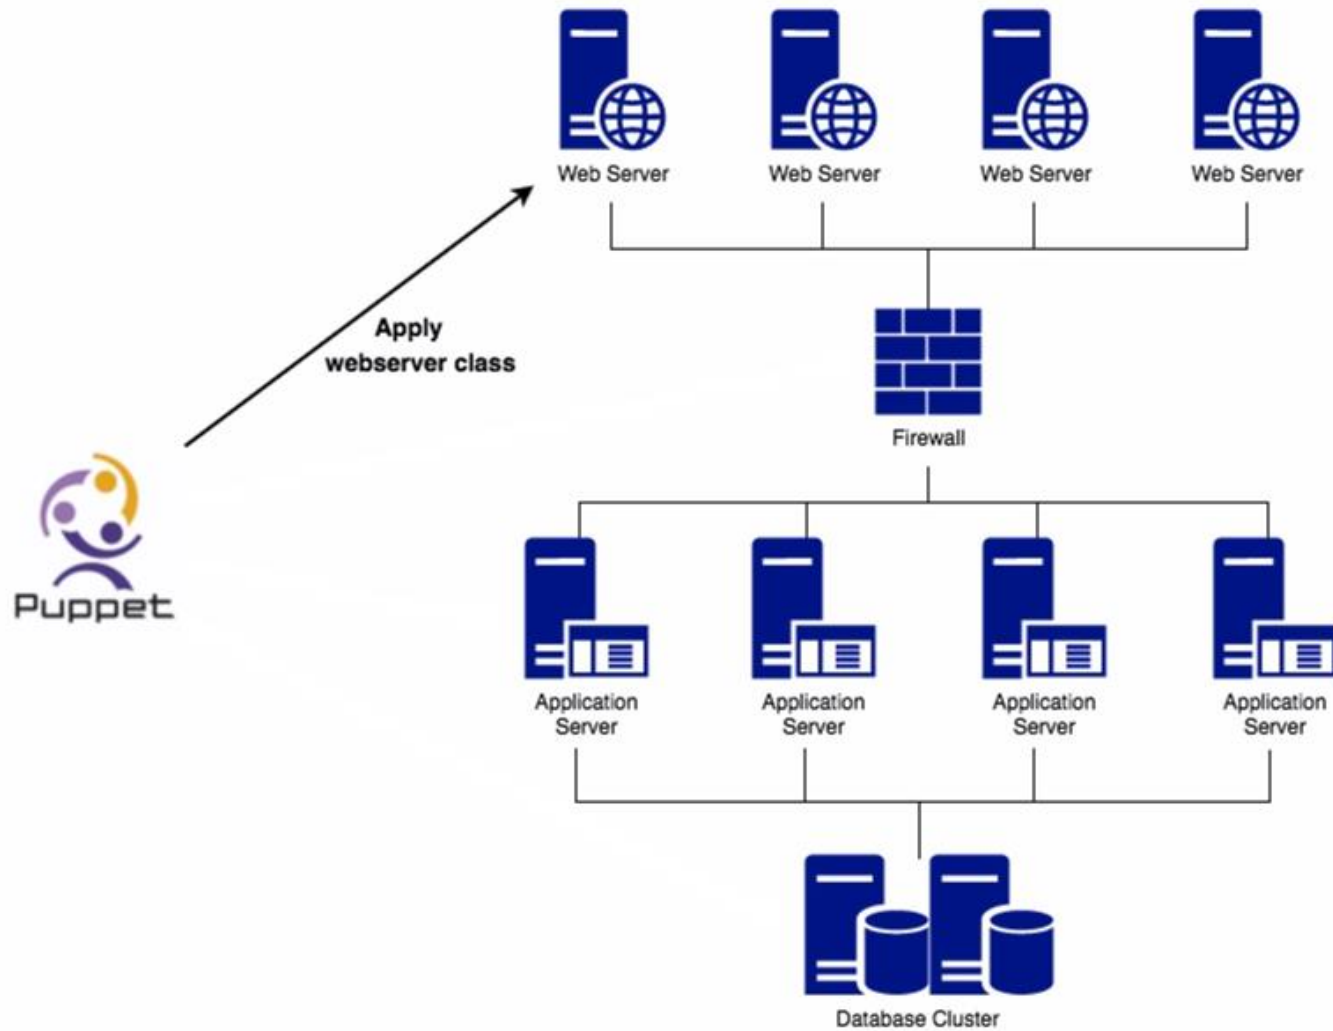 Web Server
Web Server
Web Server
Web Server
Apply
webserver class
Firewall
Puppet
Application
Server
Application
Server
Application
Server
Application
Server
Database Cluster